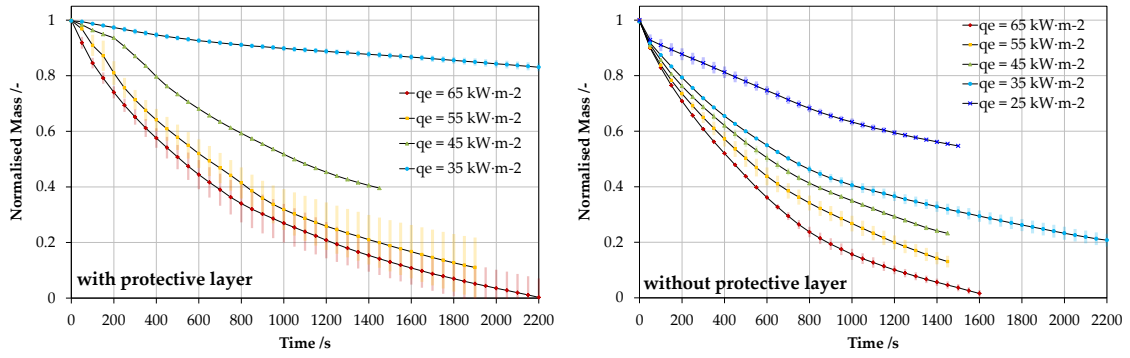 1
0.8
0.6
0.4
0.2
0
Normalised Mass /-
qe = 65 kW·m-2
qe = 55 kW·m-2
qe = 45 kW·m-2
qe = 35 kW·m-2
with protective layer
0 200 400 600 800 1000 1200 1400 1600 1800 2000 2200
Time /s
1
0.8
0.6
0.4
0.2
0
Normalised Mass /-
qe = 65 kW·m-2
qe = 55 kW·m-2
qe = 45 kW·m-2
qe = 35 kW·m-2
qe = 25 kW·m-2
without protective layer
0 200 400 600 800 1000 1200 1400 1600 1800 2000 2200
Time /s